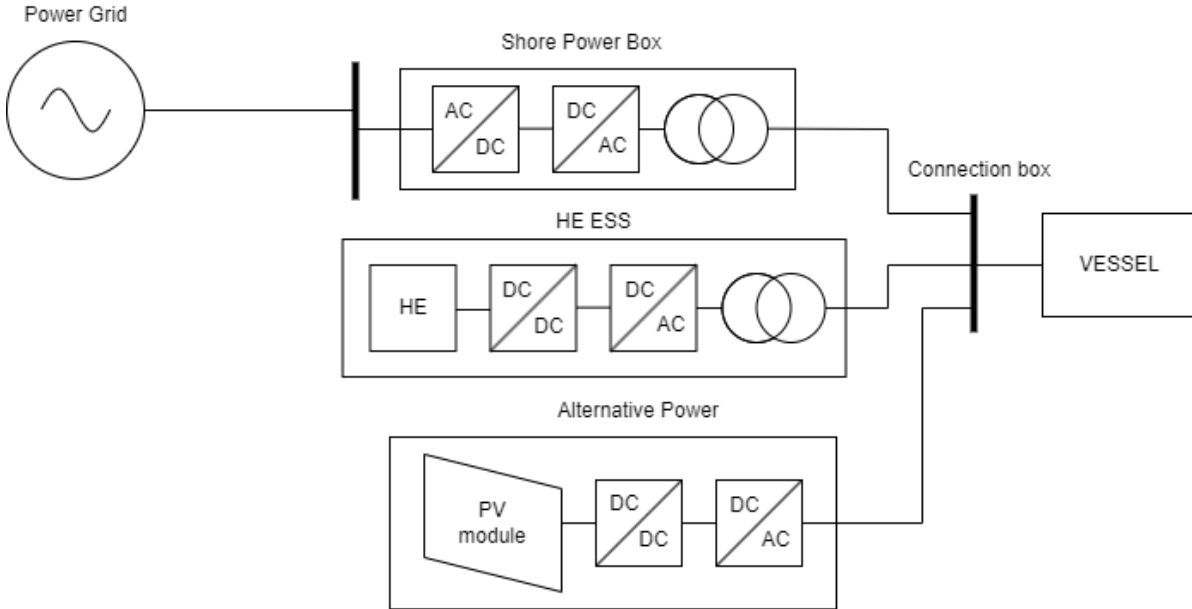 Power Grid
Shore Power Box
AC
DC
DC
AC
Connection box
HE ESS
VESSEL
HE
DC
DC
DC
AC
Alternative Power
PV
module
DC
DC
DC
AC